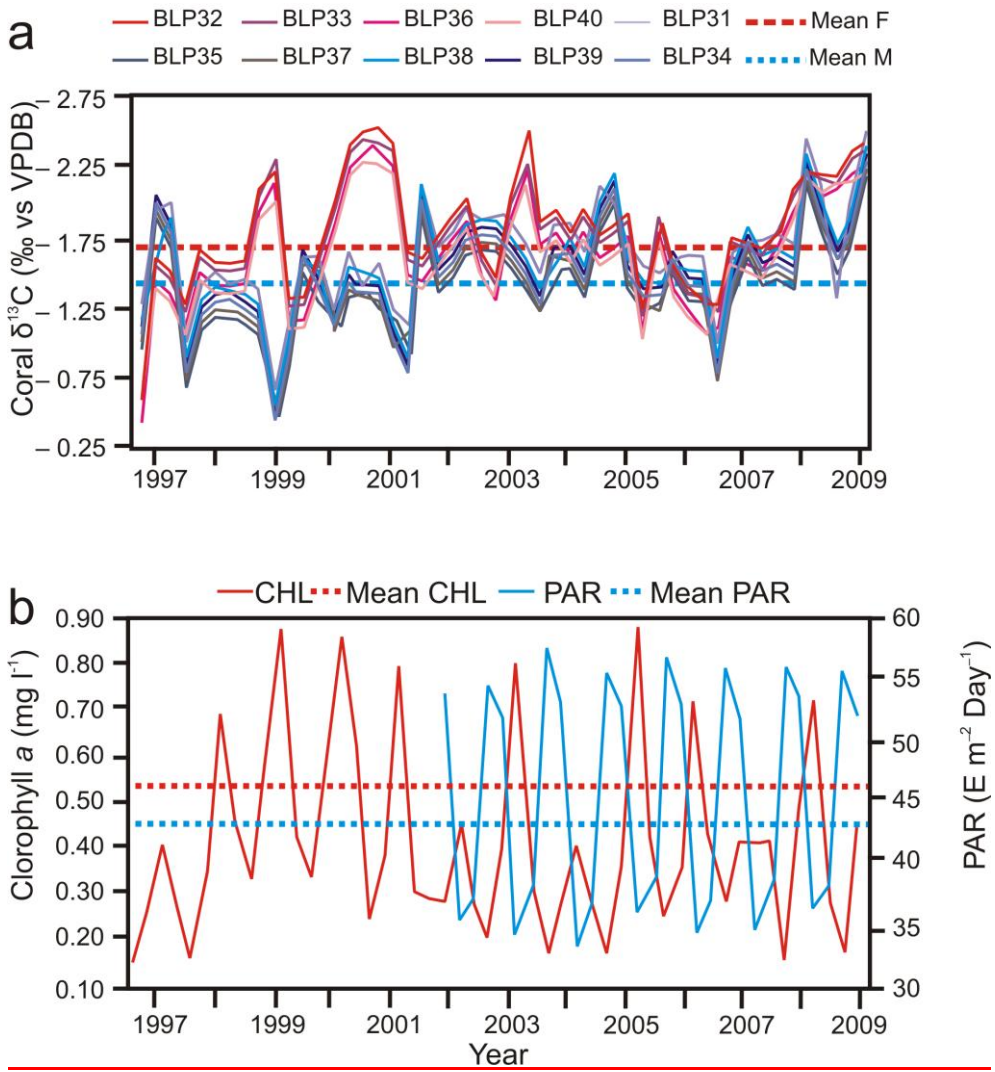 a
BLP32 BLP33 BLP36 BLP40 BLP31 Mean F
BLP35 BLP37 BLP38 BLP39 BLP34 Mean M
Coral δ¹³C (‰ vs VPDB)
– 2.75
– 2.25
– 1.75
– 1.25
– 0.75
– 0.25
1997 1999 2001 2003 2005 2007 2009
b
CHL Mean CHL PAR Mean PAR
Clorophyll a (mg l⁻¹)
0.90
0.80
0.70
0.60
0.50
0.40
0.30
0.20
0.10
60
55
50
45
40
35
30
PAR (E m⁻² Day⁻¹)
1997 1999 2001 2003 2005 2007 2009
Year